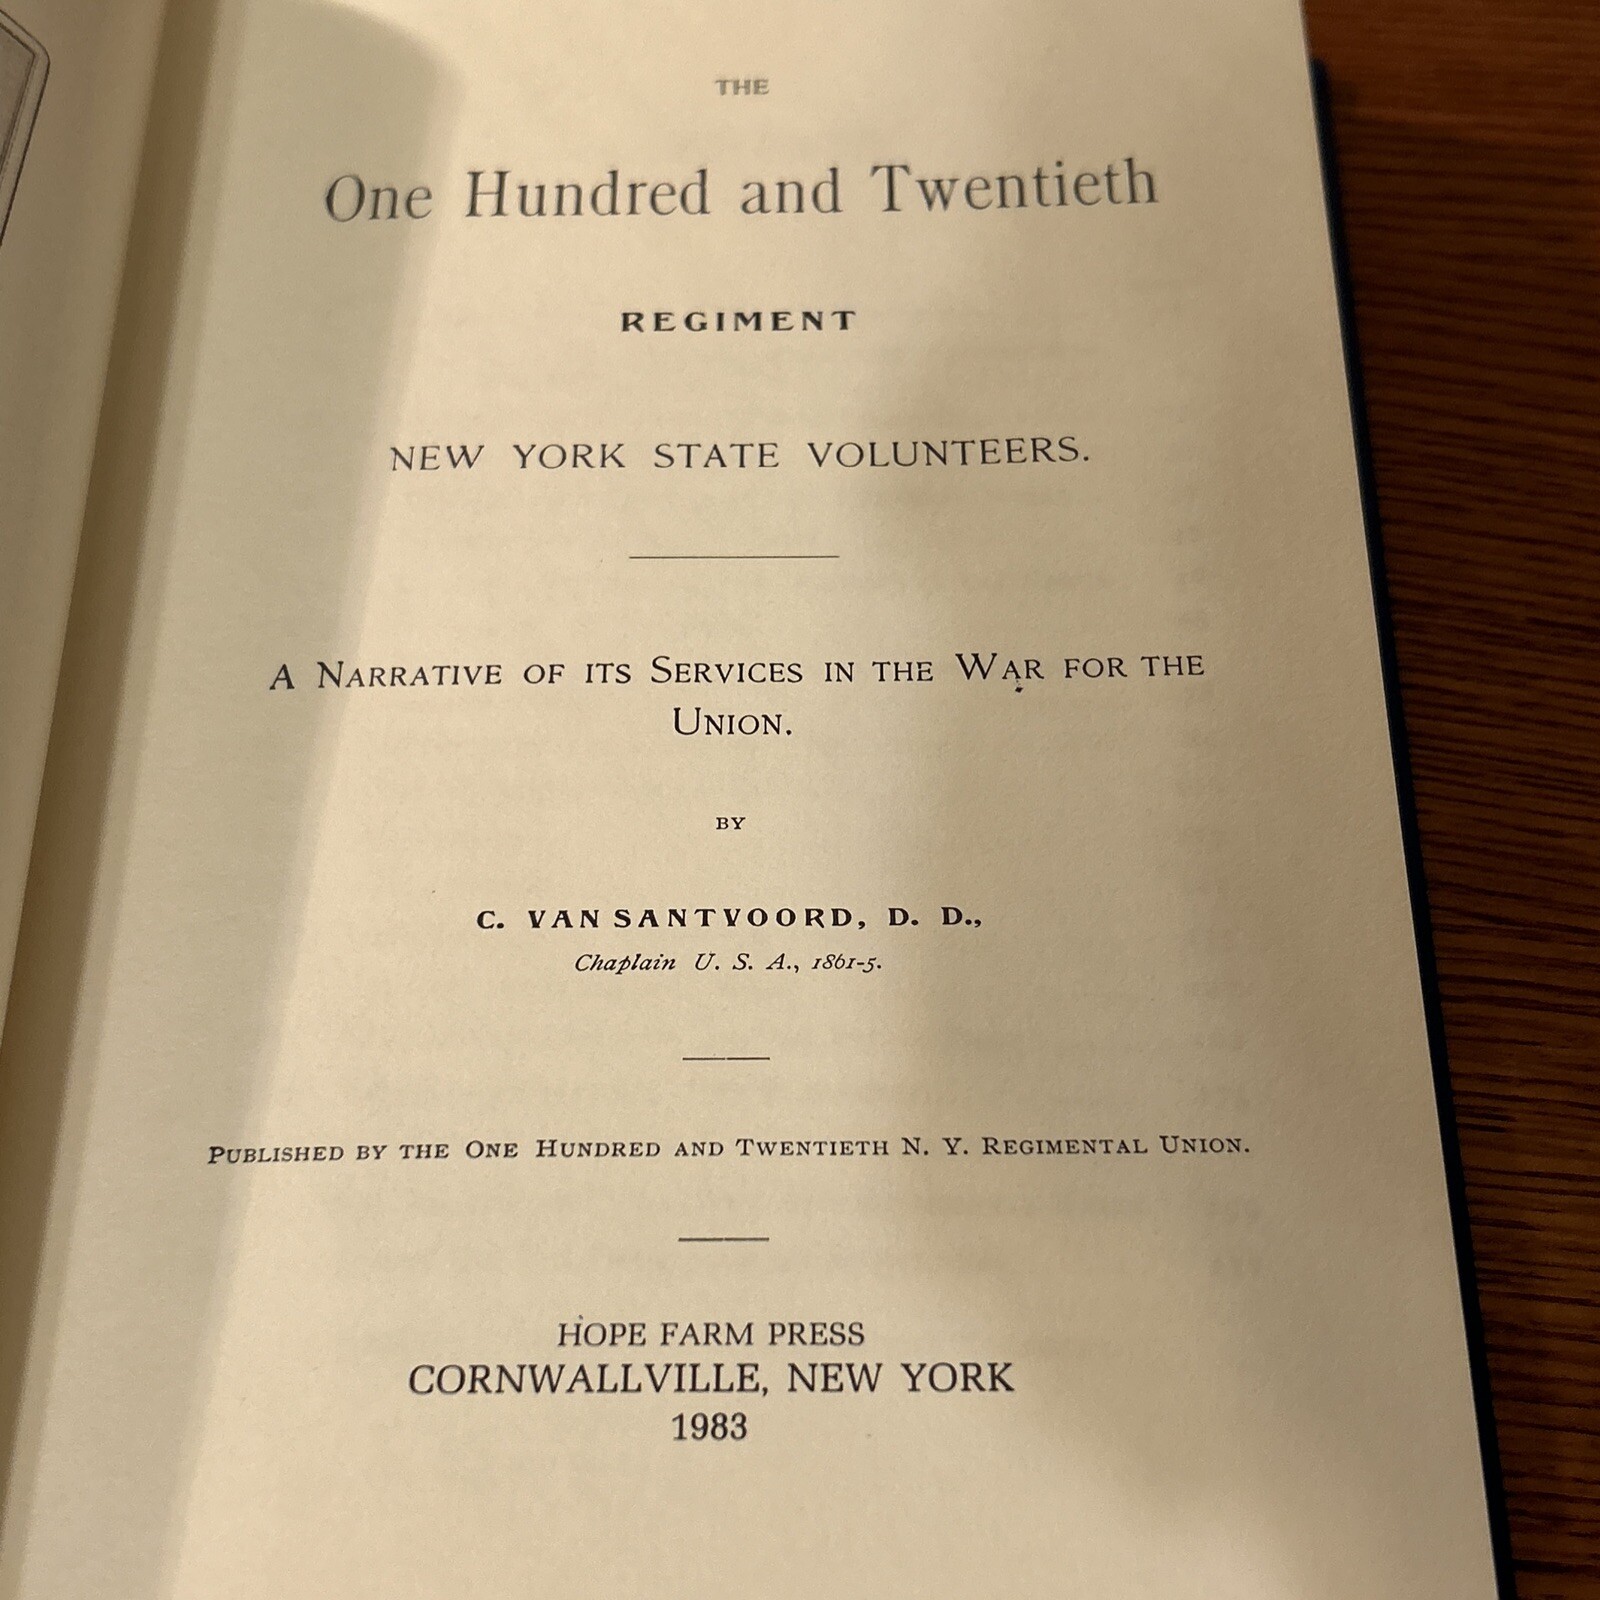 THE
One Hundred and Twentieth
REGIMENT
NEW YORK STATE VOLUNTEERS.
A NARRATIVE OF ITS SERVICES IN THE WAR FOR THE
UNION.
BY
C. VAN SANTVOORD, D. D.,
Chaplain U. S. A., 1861-5.
PUBLISHED BY THE ONE HUNDRED AND TWENTIETH N. Y. REGIMENTAL UNION.
HOPE FARM PRESS
CORNWALLVILLE, NEW YORK
1983